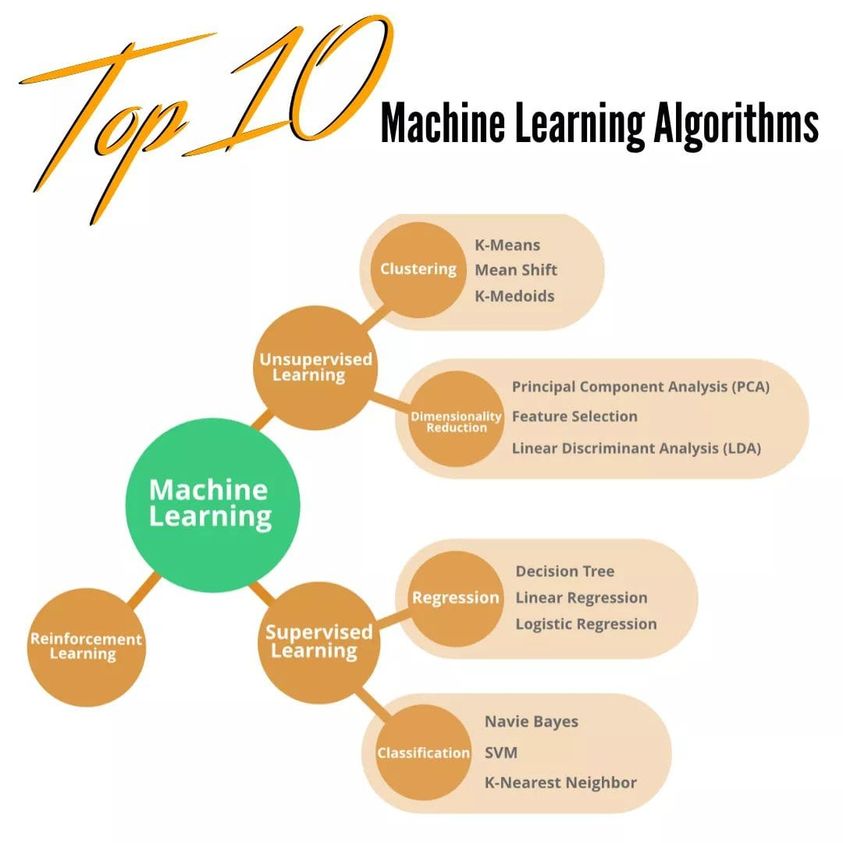 Top 10
Machine Learning Algorithms
Clustering
K-Means
Mean Shift
K-Medoids
Unsupervised
Learning
Dimensionality
Reduction
Principal Component Analysis (PCA)
Feature Selection
Linear Discriminant Analysis (LDA)
Machine
Learning
Reinforcement
Learning
Supervised
Learning
Regression
Decision Tree
Linear Regression
Logistic Regression
Classification
Navie Bayes
SVM
K-Nearest Neighbor